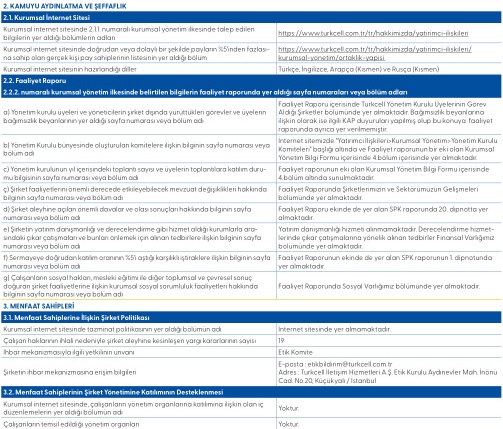 2. KAMUYU AYDINLATMA VE ŞEFFAFLIK
2.1. Kurumsal İnternet Sitesi
Kurumsal internet sitesinde 2.1.1. numaralı kurumsal yönetim ilkesinde talep edilen
bilgilerin yer aldığı bölümlerin adları
https://www.turkcell.com.tr/tr/hakkimizda/yatirimci-iliskileri
Kurumsal internet sitesinde doğrudan veya dolaylı bir şekilde payların %5'inden fazlası-
na sahip olan gerçek kişi pay sahiplerinin listesinin yer aldığı bölüm
https://www.turkcell.com.tr/tr/hakkimizda/yatirimci-iliskileri/
kurumsal-yonetim/ortaklik-yapisi
Kurumsal internet sitesinin hazırlandığı diller
Türkçe, İngilizce, Arapça (Kısmen) ve Rusça (Kısmen)
2.2. Faaliyet Raporu
2.2.2. numaralı kurumsal yönetim ilkesinde belirtilen bilgilerin faaliyet raporunda yer aldığı sayfa numaraları veya bölüm adları
a) Yönetim kurulu üyeleri ve yöneticilerin şirket dışında yürüttükleri görevler ve üyelerin
bağımsızlık beyanlarının yer aldığı sayfa numarası veya bölüm adı
Faaliyet Raporu içerisinde Turkcell Yönetim Kurulu Üyelerinin Görev
Aldığı Şirketler bölümünde yer almaktadır. Bağımsızlık beyanlarına
ilişkin olarak ise ilgili KAP duyuruları yapılmış olup bu konuya faaliyet
raporunda ayrıca yer verilmemiştir.
b) Yönetim Kurulu bünyesinde oluşturulan komitelere ilişkin bilginin sayfa numarası veya
bölüm adı
İnternet sitemizde "Yatırımcı İlişkileri>Kurumsal Yönetim>Yönetim Kurulu
Komiteleri" başlığı altında ve Faaliyet raporunun bir eki olan Kurumsal
Yönetim Bilgi Formu içerisinde 4.bölüm içerisinde yer almaktadır.
c) Yönetim kurulunun yıl içerisindeki toplantı sayısı ve üyelerin toplantılara katılım duru-
mu bilgisinin sayfa numarası veya bölüm adı
Faaliyet raporunun eki olan Kurumsal Yönetim Bilgi Formu içerisinde
4.bölüm altında sunulmaktadır.
ç) Şirket faaliyetlerini önemli derecede etkileyebilecek mevzuat değişiklikleri hakkında
bilginin sayfa numarası veya bölüm adı
Faaliyet Raporunda Şirketlerimizin ve Sektörümüzün Gelişmeleri
bölümünde yer almaktadır.
d) Şirket aleyhine açılan önemli davalar ve olası sonuçları hakkında bilginin sayfa
numarası veya bölüm adı
Faaliyet Raporu ekinde de yer alan SPK raporunda 20. dipnotta yer
almaktadır.
e) Şirketin yatırım danışmanlığı ve derecelendirme gibi hizmet aldığı kurumlarla ara-
sındaki çıkar çatışmaları ve bunları önlemek için alınan tedbirlere ilişkin bilginin sayfa
numarası veya bölüm adı
Yatırım danışmanlığı hizmeti alınmamaktadır. Derecelendirme hizmet-
lerinde çıkar çatışmalarına yönelik alınan tedbirler Finansal Varlığımız
bölümünde yer almaktadır.
f) Sermayeye doğrudan katılım oranının %5'i aştığı karşılıklı iştiraklere ilişkin bilginin sayfa
numarası veya bölüm adı
Faaliyet Raporunun ekinde de yer alan SPK raporunun 1. dipnotunda
yer almaktadır.
g) Çalışanların sosyal hakları, mesleki eğitimi ile diğer toplumsal ve çevresel sonuç
doğuran şirket faaliyetlerine ilişkin kurumsal sosyal sorumluluk faaliyetleri hakkında
bilginin sayfa numarası veya bölüm adı
Faaliyet Raporunda Sosyal Varlığımız bölümünde yer almaktadır.
3. MENFAAT SAHİPLERİ
3.1. Menfaat Sahiplerine İlişkin Şirket Politikası
Kurumsal internet sitesinde tazminat politikasının yer aldığı bölümün adı
İnternet sitesinde yer almamaktadır.
Çalışan haklarının ihlali nedeniyle şirket aleyhine kesinleşen yargı kararlarının sayısı
19
İhbar mekanizmasıyla ilgili yetkilinin unvanı
Etik Komite
Şirketin ihbar mekanizmasına erişim bilgileri
E-posta : etikbildirim@turkcell.com.tr
Adres : Turkcell İletişim Hizmetleri A.Ş. Etik Kurulu Aydınevler Mah. İnönü
Cad. No.20, Küçükyalı / İstanbul
3.2. Menfaat Sahiplerinin Şirket Yönetimine Katılımının Desteklenmesi
Kurumsal internet sitesinde, çalışanların yönetim organlarına katılımına ilişkin olan iç
düzenlemelerin yer aldığı bölümün adı
Yoktur.
Çalışanların temsil edildiği yönetim organları
Yoktur.